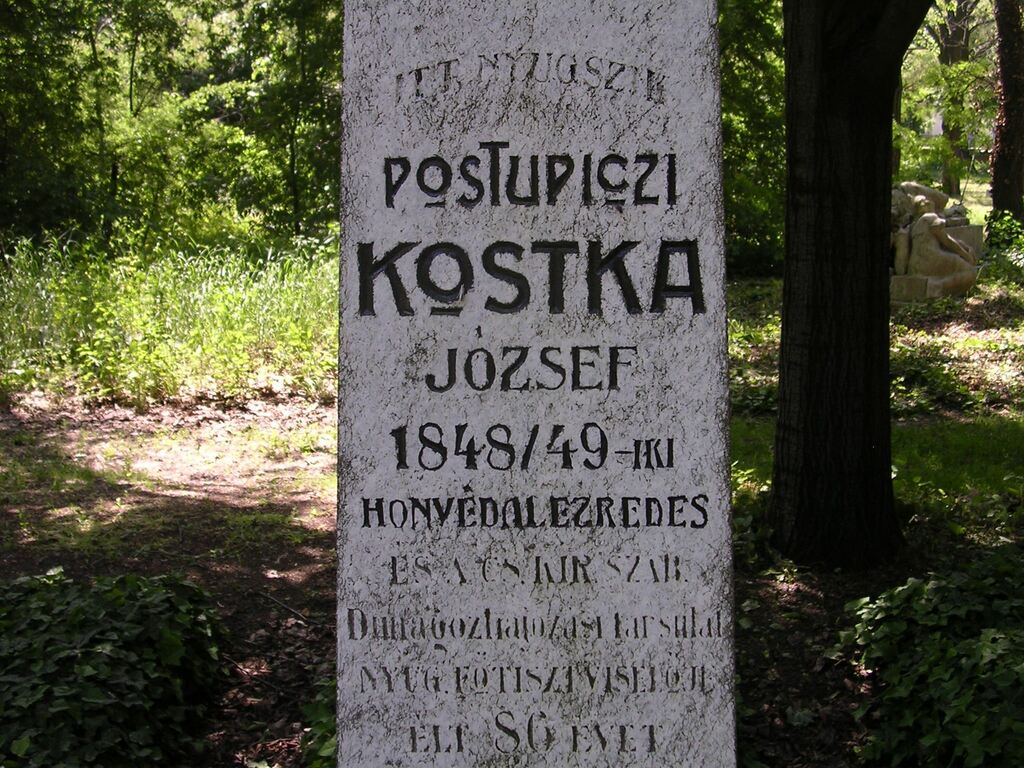 ITT NYUGSZIK
POSTUPICZI
KOSTKA
JÓZSEF
1848/49-IKI
HONVÉDALEZREDES
ÉS A CS. KIR SZAB.
Dunagőzhajózási társulat
NYUG. FŐTISZTVISELŐJE
ÉLT 86 ÉVET